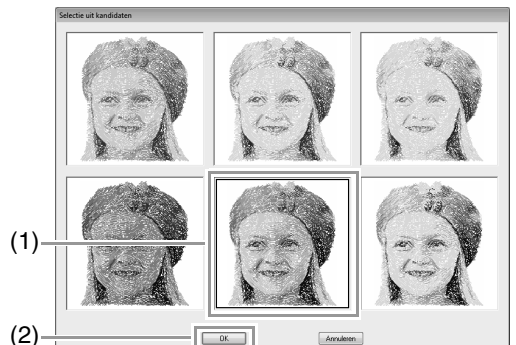 Selectie uit kandidaten
(1)
(2)
OK
Annuleren